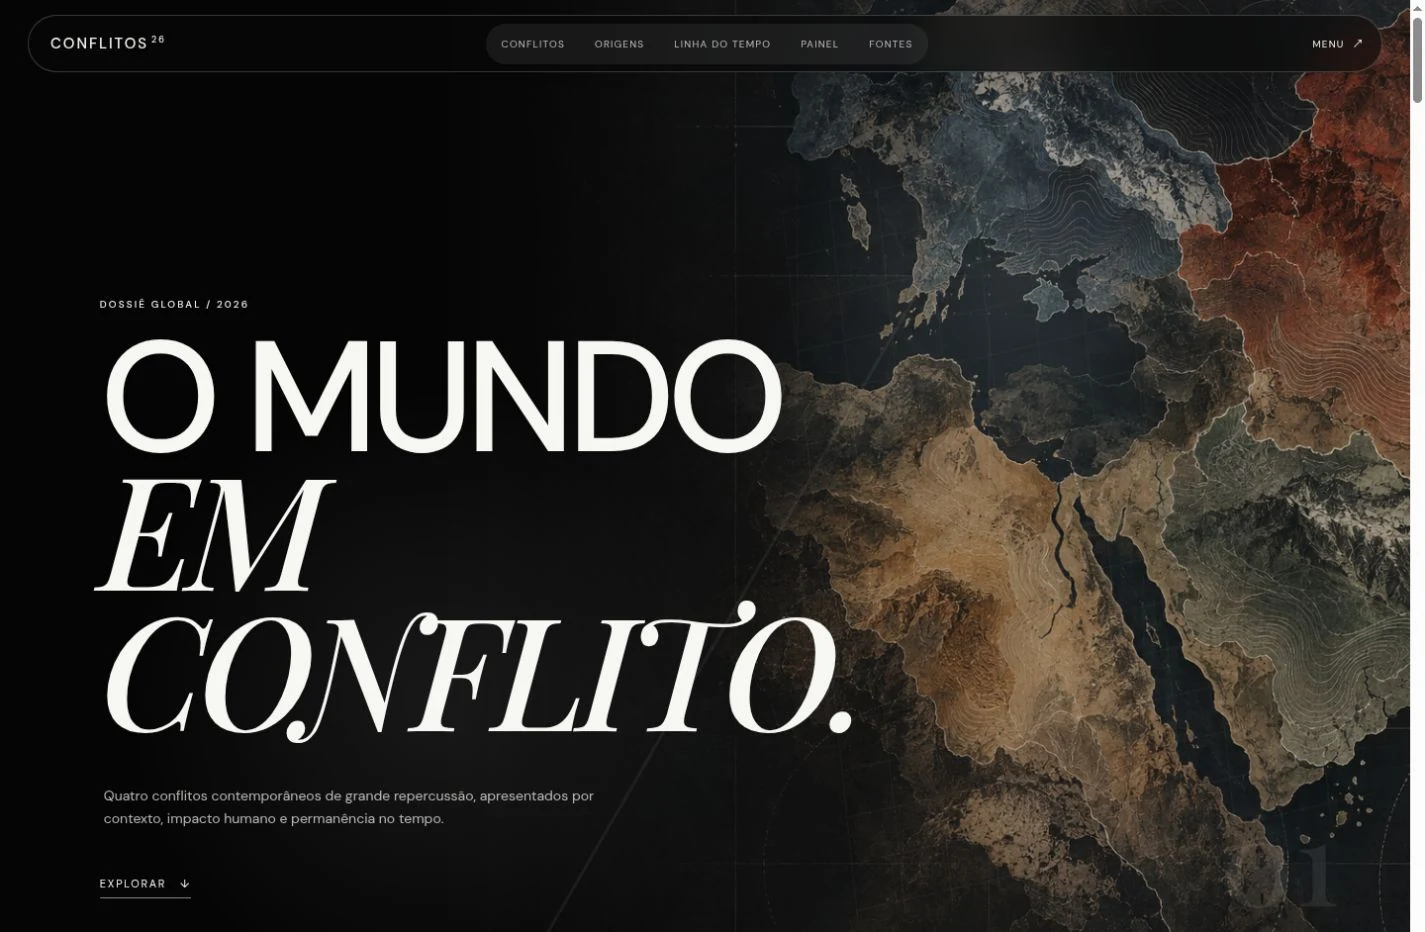 CONFLITOS 26
CONFLITOS ORIGENS LINHA DO TEMPO PAINEL FONTES
MENU ↗
DOSSIÊ GLOBAL / 2026
O MUNDO
EM
CONFLITO.
Quatro conflitos contemporâneos de grande repercussão, apresentados por
contexto, impacto humano e permanência no tempo.
EXPLORAR ↓
01